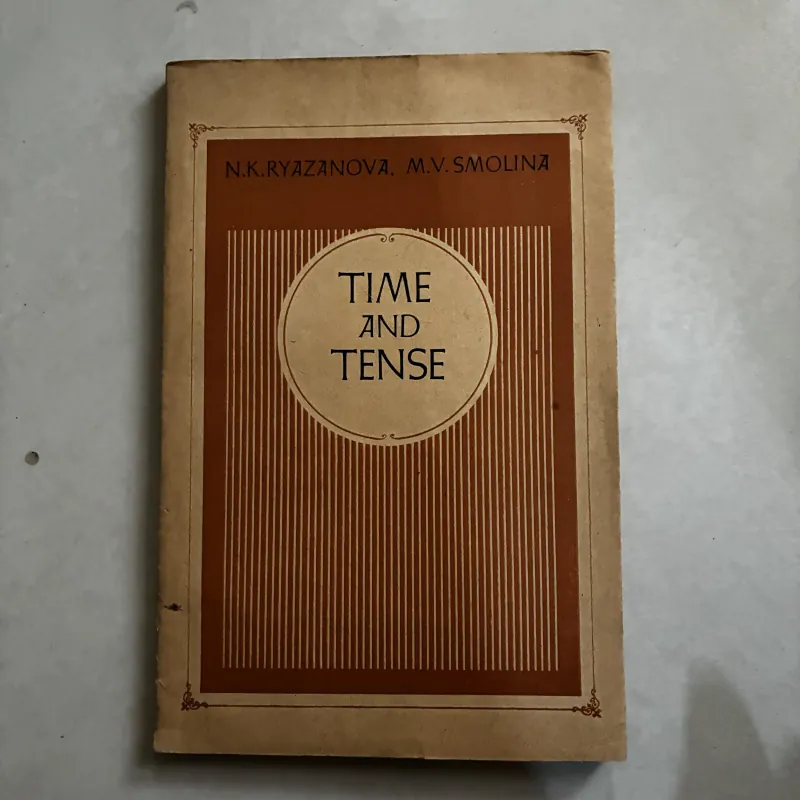 N.K.RYAZANOVA, M.V.SMOLINA
TIME
AND
TENSE